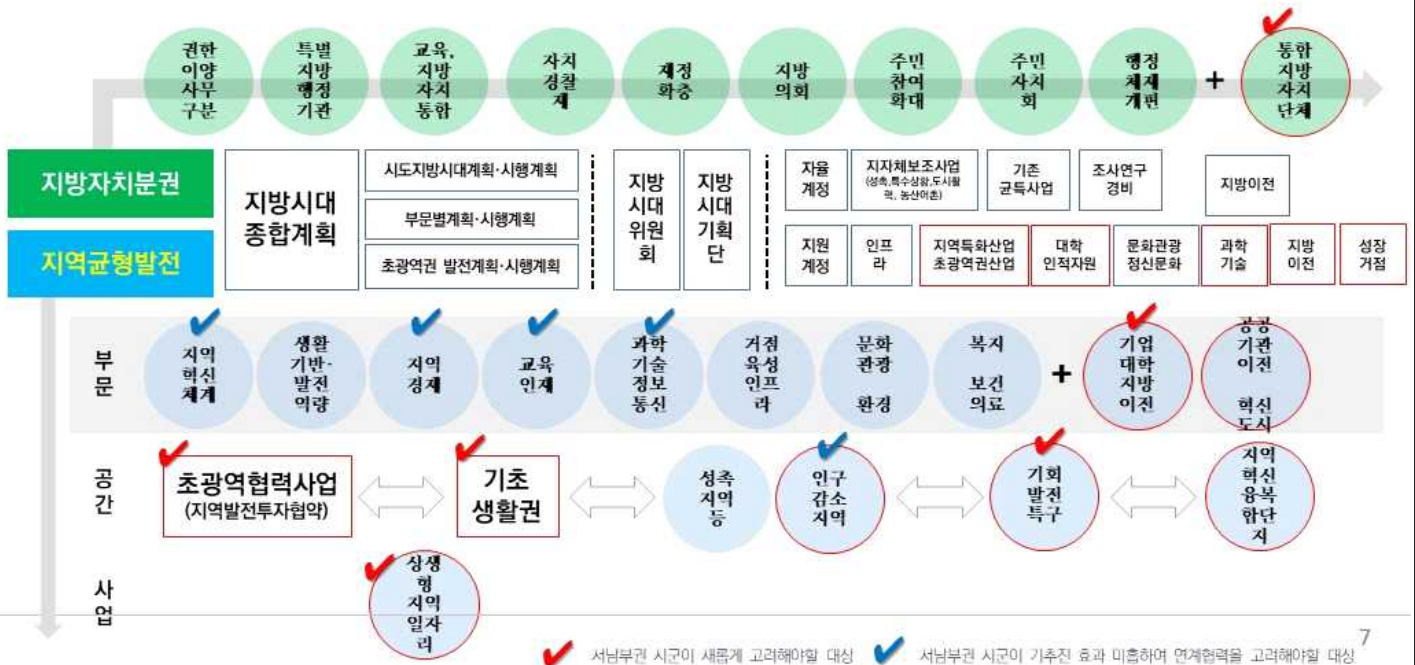 권한
이양
사무
구분
특별
지방
행정
기관
교육,
지방
자치
통합
자치
경찰
제
재정
확충
지방
의회
주민
참여
확대
주민
자치
회
행정
체제
개편
+
통합
지방
자치
단체
지방자치분권
지역균형발전
지방시대
종합계획
시도지방시대계획·시행계획
부문별계획·시행계획
초광역권 발전계획·시행계획
지방
시대
위원
회
지방
시대
기획
단
자율
계정
지자체보조사업
(성촉,특수상황,도시활
력, 농산어촌)
기존
균특사업
조사연구
경비
지방이전
지원
계정
인프
라
지역특화산업
초광역권산업
대학
인적자원
문화관광
정신문화
과학
기술
지방
이전
성장
거점
부
문
지역
혁신
체계
생활
기반·
발전
역량
지역
경제
교육
인재
과학
기술
정보
통신
거점
육성
인프
라
문화
관광
환경
복지
보건
의료
+
기업
대학
지방
이전
공공
기관
이전
혁신
도시
공
간
초광역협력사업
(지역발전투자협약)
기초
생활권
성촉
지역
등
인구
감소
지역
기회
발전
특구
지역
혁신
융복
합단
지
사
업
상생
형
지역
일자
리
서남부권 시군이 새롭게 고려해야할 대상
서남부권 시군이 기추진 효과 미흡하여 연계협력을 고려해야할 대상
7